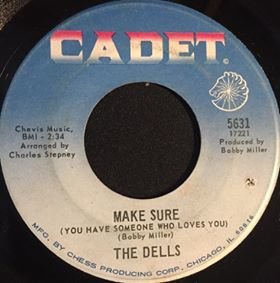 CADET
Chevis Music,
BMI - 2:34
Arranged by
Charles Stepney
5631
17221
Produced by
Bobby Miller
MAKE SURE
(YOU HAVE SOMEONE WHO LOVES YOU)
(Bobby Miller)
THE DELLS
MFG. BY CHESS PRODUCING CORP. CHICAGO, IL. 60616